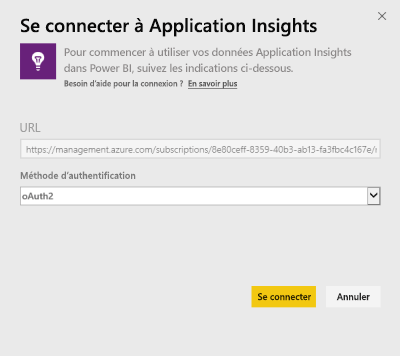 Se connecter à Application Insights
Pour commencer à utiliser vos données Application Insights
dans Power BI, suivez les indications ci-dessous.
Besoin d'aide pour la connexion ? En savoir plus
URL
https://management.azure.com/subscriptions/8e80ceff-8359-40b3-ab13-fa3fbc4c167e/r
Méthode d'authentification
oAuth2
Se connecter Annuler